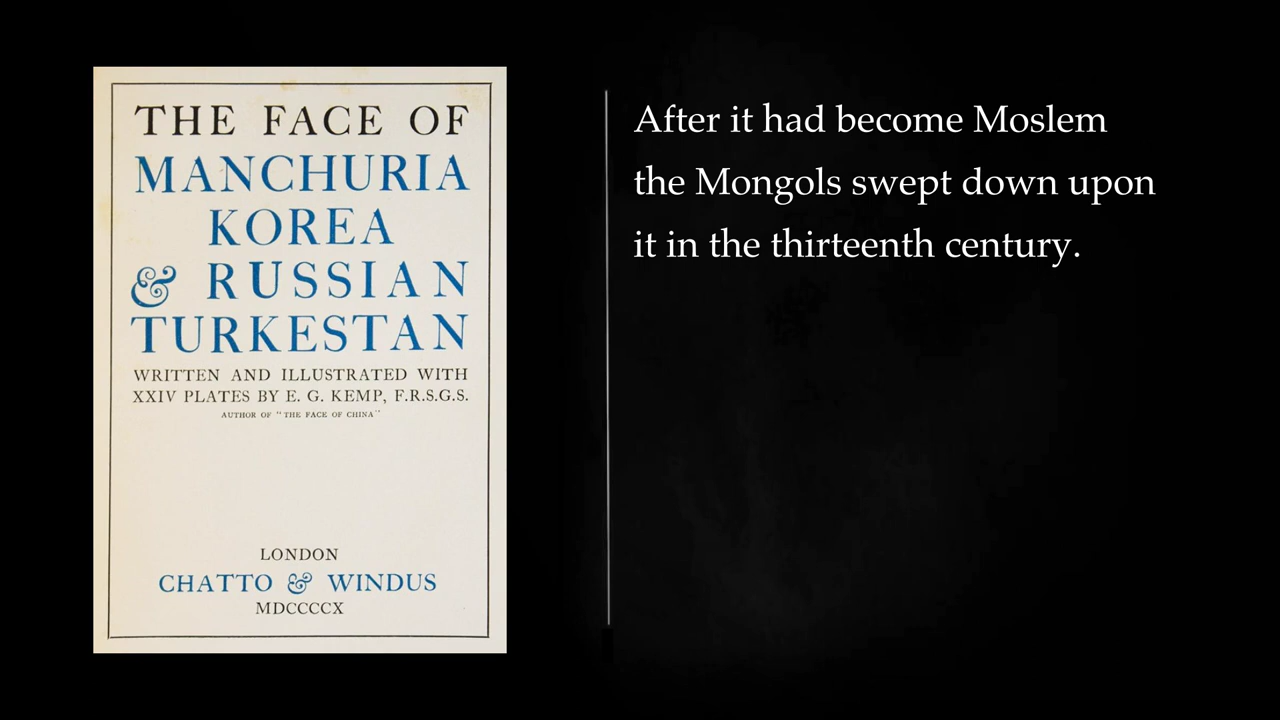 THE FACE OF
MANCHURIA
KOREA
& RUSSIAN
TURKESTAN
WRITTEN AND ILLUSTRATED WITH
XXIV PLATES BY E. G. KEMP, F.R.S.G.S.
AUTHOR OF "THE FACE OF CHINA"
LONDON
CHATTO & WINDUS
MDCCCCX
After it had become Moslem
the Mongols swept down upon
it in the thirteenth century.